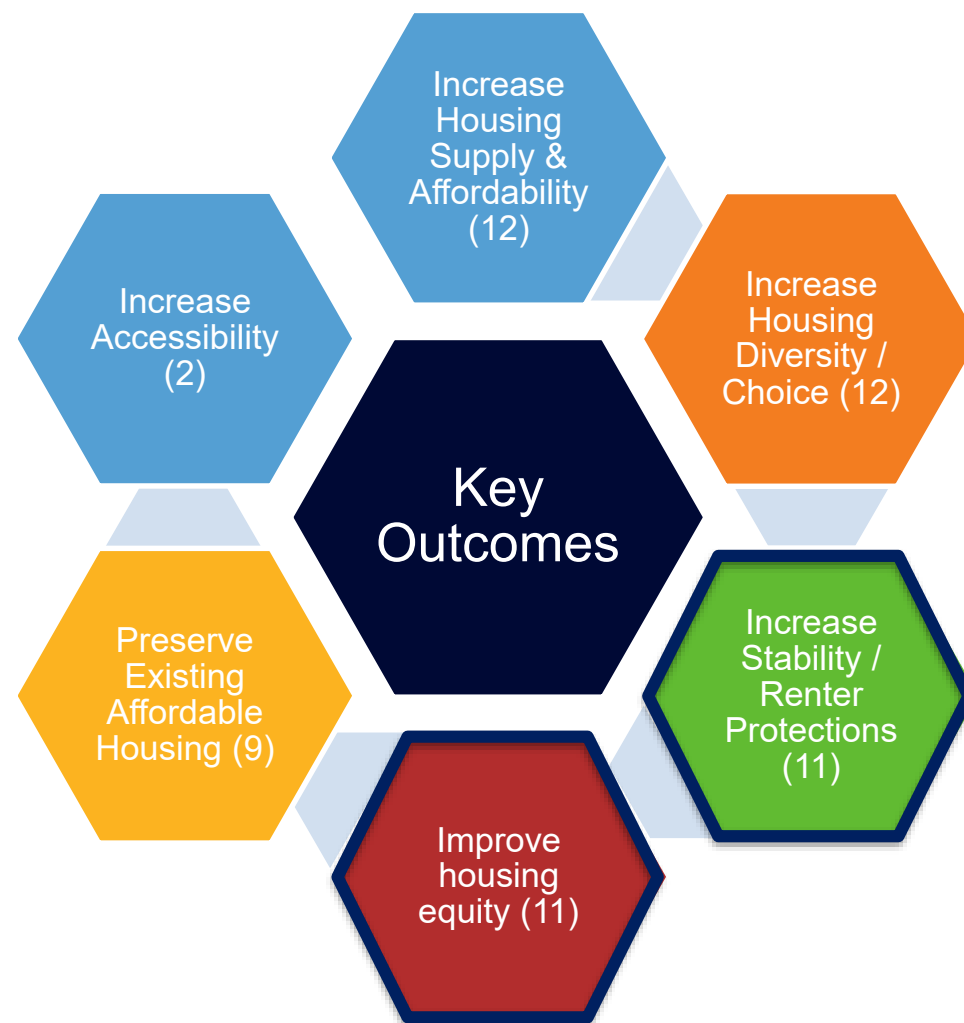 Increase
Housing
Supply &
Affordability
(12)
Increase
Housing
Diversity /
Choice (12)
Increase
Stability /
Renter
Protections
(11)
Improve
housing
equity (11)
Preserve
Existing
Affordable
Housing (9)
Increase
Accessibility
(2)
Key
Outcomes